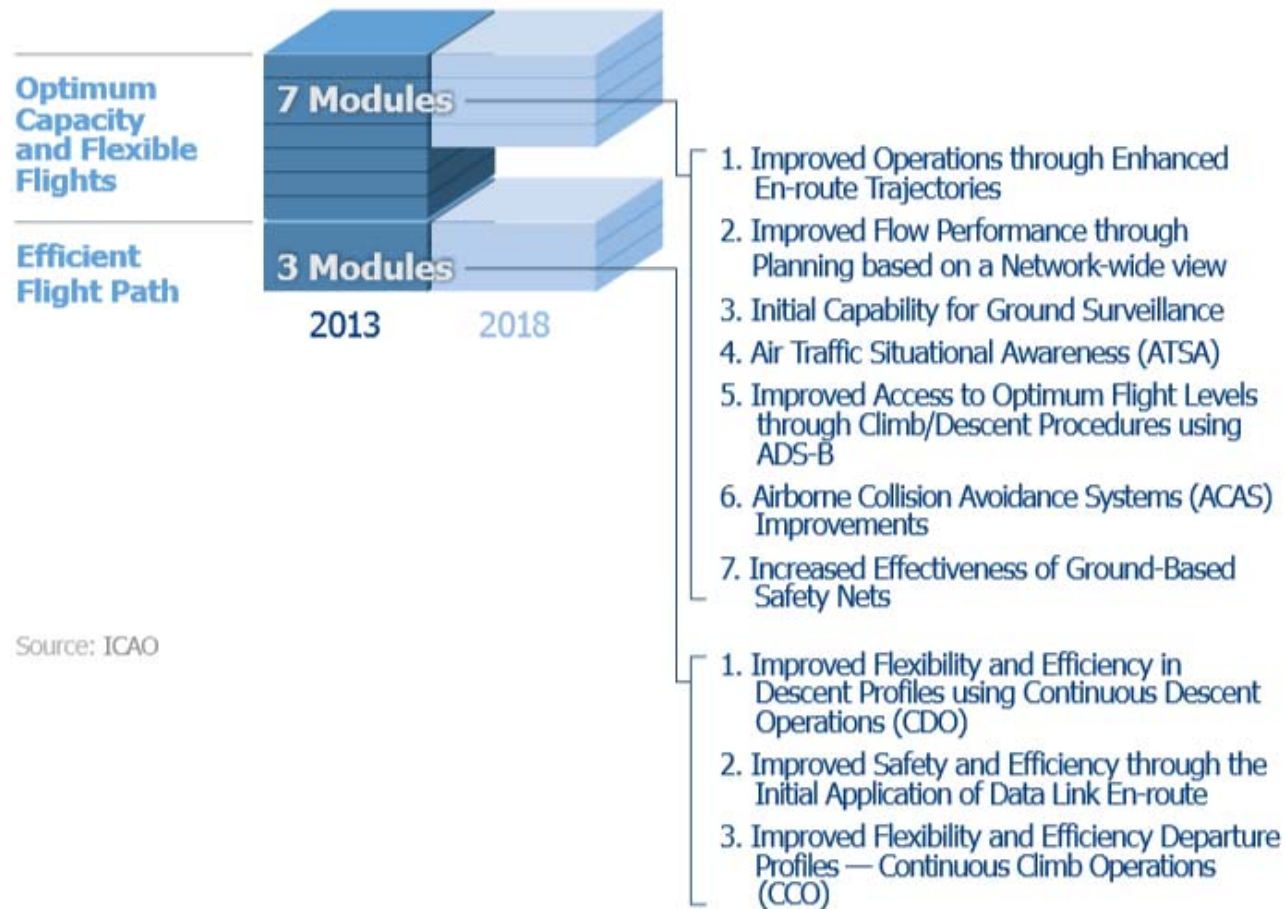 Optimum
Capacity
and Flexible
Flights
7 Modules
Efficient
Flight Path
3 Modules
2013
2018
1. Improved Operations through Enhanced
En-route Trajectories
2. Improved Flow Performance through
Planning based on a Network-wide view
3. Initial Capability for Ground Surveillance
4. Air Traffic Situational Awareness (ATSA)
5. Improved Access to Optimum Flight Levels
through Climb/Descent Procedures using
ADS-B
6. Airborne Collision Avoidance Systems (ACAS)
Improvements
7. Increased Effectiveness of Ground-Based
Safety Nets
1. Improved Flexibility and Efficiency in
Descent Profiles using Continuous Descent
Operations (CDO)
2. Improved Safety and Efficiency through the
Initial Application of Data Link En-route
3. Improved Flexibility and Efficiency Departure
Profiles — Continuous Climb Operations
(CCO)
Source: ICAO